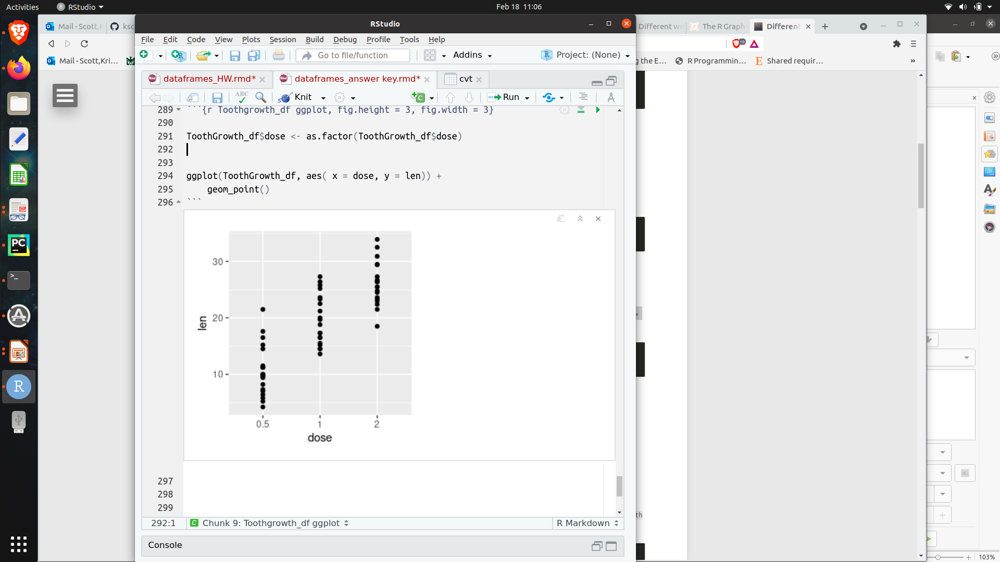 Activities RStudio Feb 18 11:06
Mail - Scott,K ksc RStudio Different wa The R Graph Different
File Edit Code View Plots Session Build Debug Profile Tools Help
Go to file/function Addins Project: (None) 10
Mail - Scott,Kri... g the E... R Programmin... Shared requir...
dataframes_HW.rmd* dataframes_answer key.rmd* cvt
ABC Knit Run
289 ```{r Toothgrowth_df ggplot, fig.height = 3, fig.width = 3}
290
291 ToothGrowth_df$dose <- as.factor(ToothGrowth_df$dose)
292
293
294 ggplot(ToothGrowth_df, aes( x = dose, y = len)) +
295 geom_point()
296 ```
30
20
len
10
0.5 1 2
dose
297
298
299
th
292:1 Chunk 9: Toothgrowth_df ggplot R Markdown
Console
103%